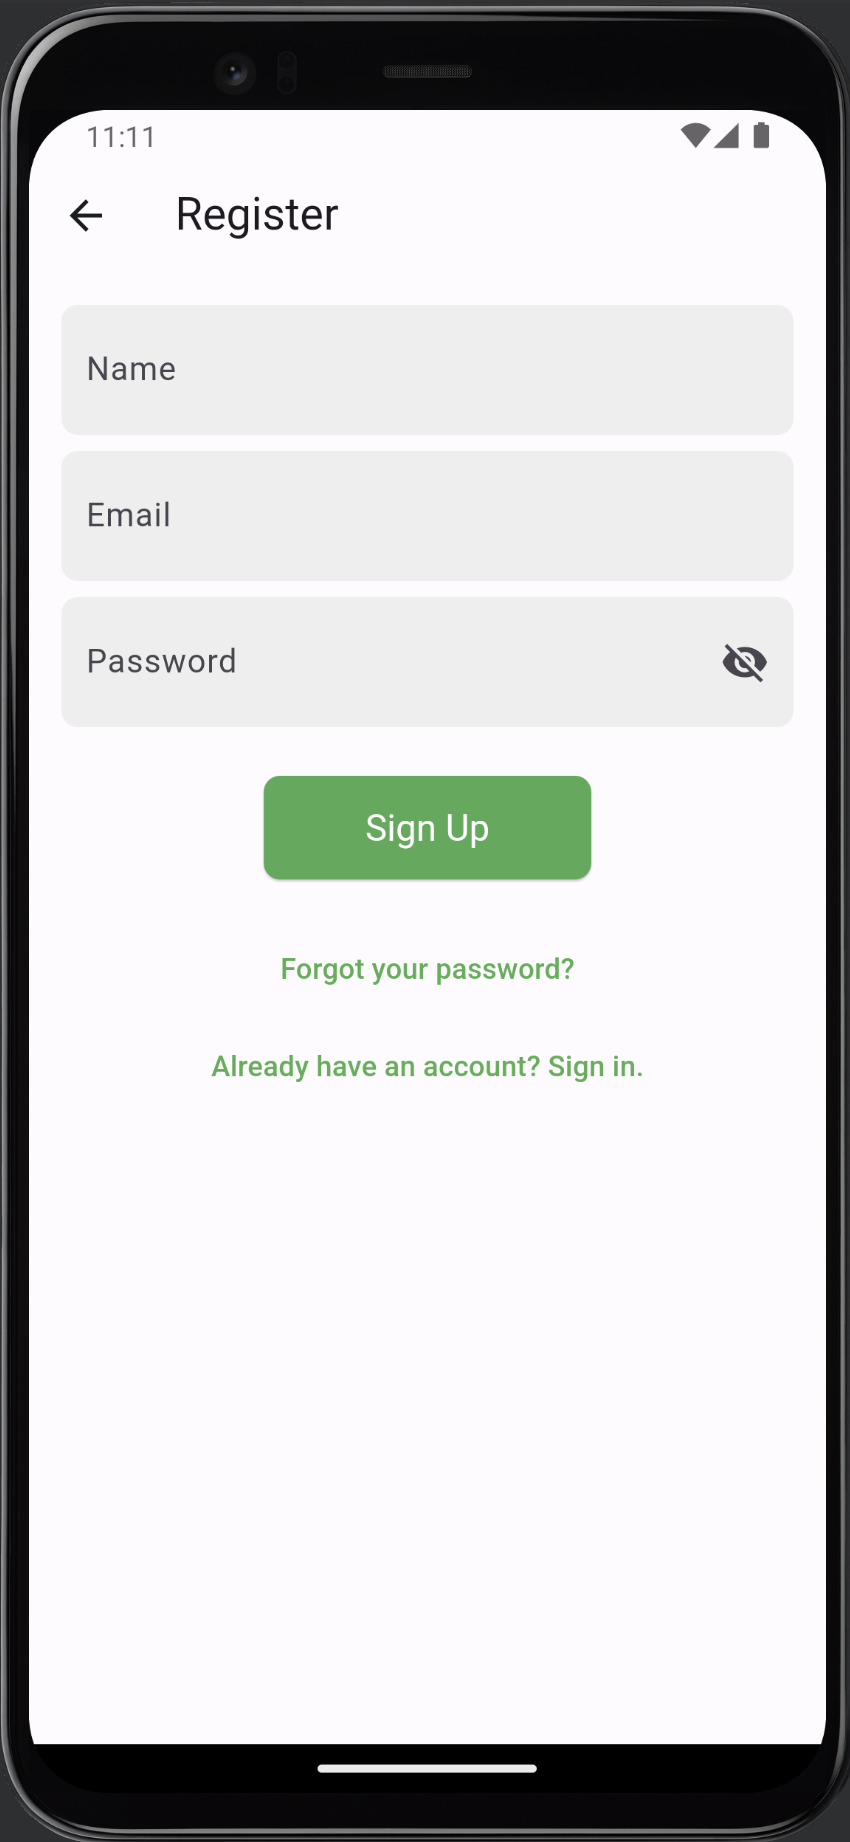 11:11
Register
Name
Email
Password
Sign Up
Forgot your password?
Already have an account? Sign in.